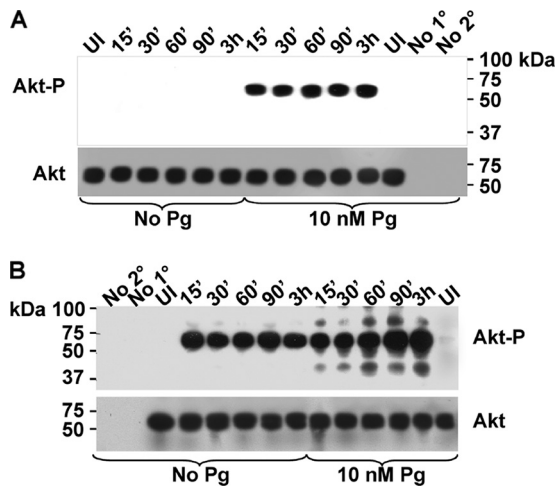 A
UI 15' 30' 60' 90' 3h 15' 30' 60' 90' 3h UI No 1° No 2°
Akt-P
100 kDa
75
50
37
Akt
75
50
No Pg 10 nM Pg
B
No 2° No 1° UI 15' 30' 60' 90' 3h 15' 30' 60' 90' 3h UI
kDa 100
75
50
37
Akt-P
75
50
Akt
No Pg 10 nM Pg